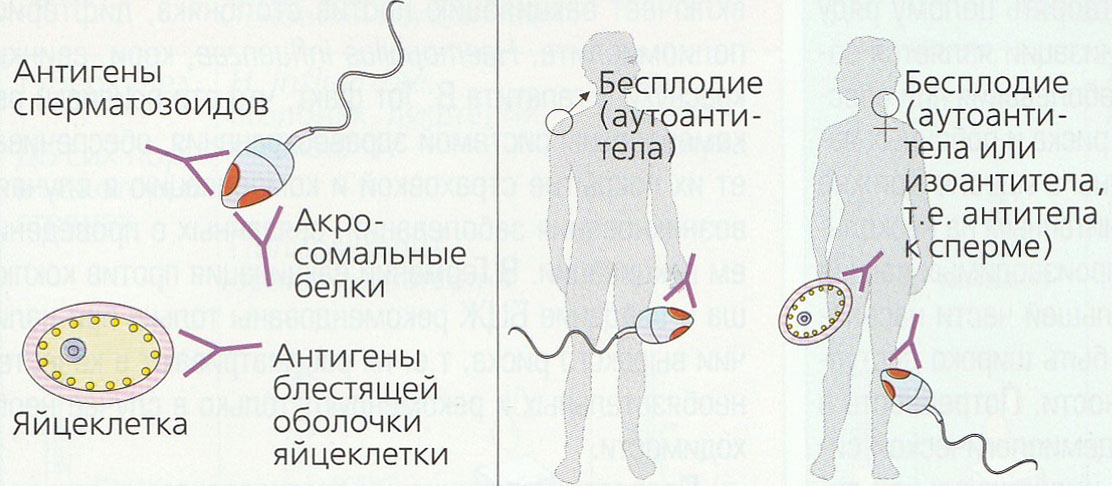 Антигены
сперматозоидов
Акро-
сомальные
белки
Антигены
блестящей
оболочки
яйцеклетки
Яйцеклетка
Бесплодие
(аутоанти-
тела)
Бесплодие
(аутоанти-
тела или
изоантитела,
т.е. антитела
к сперме)